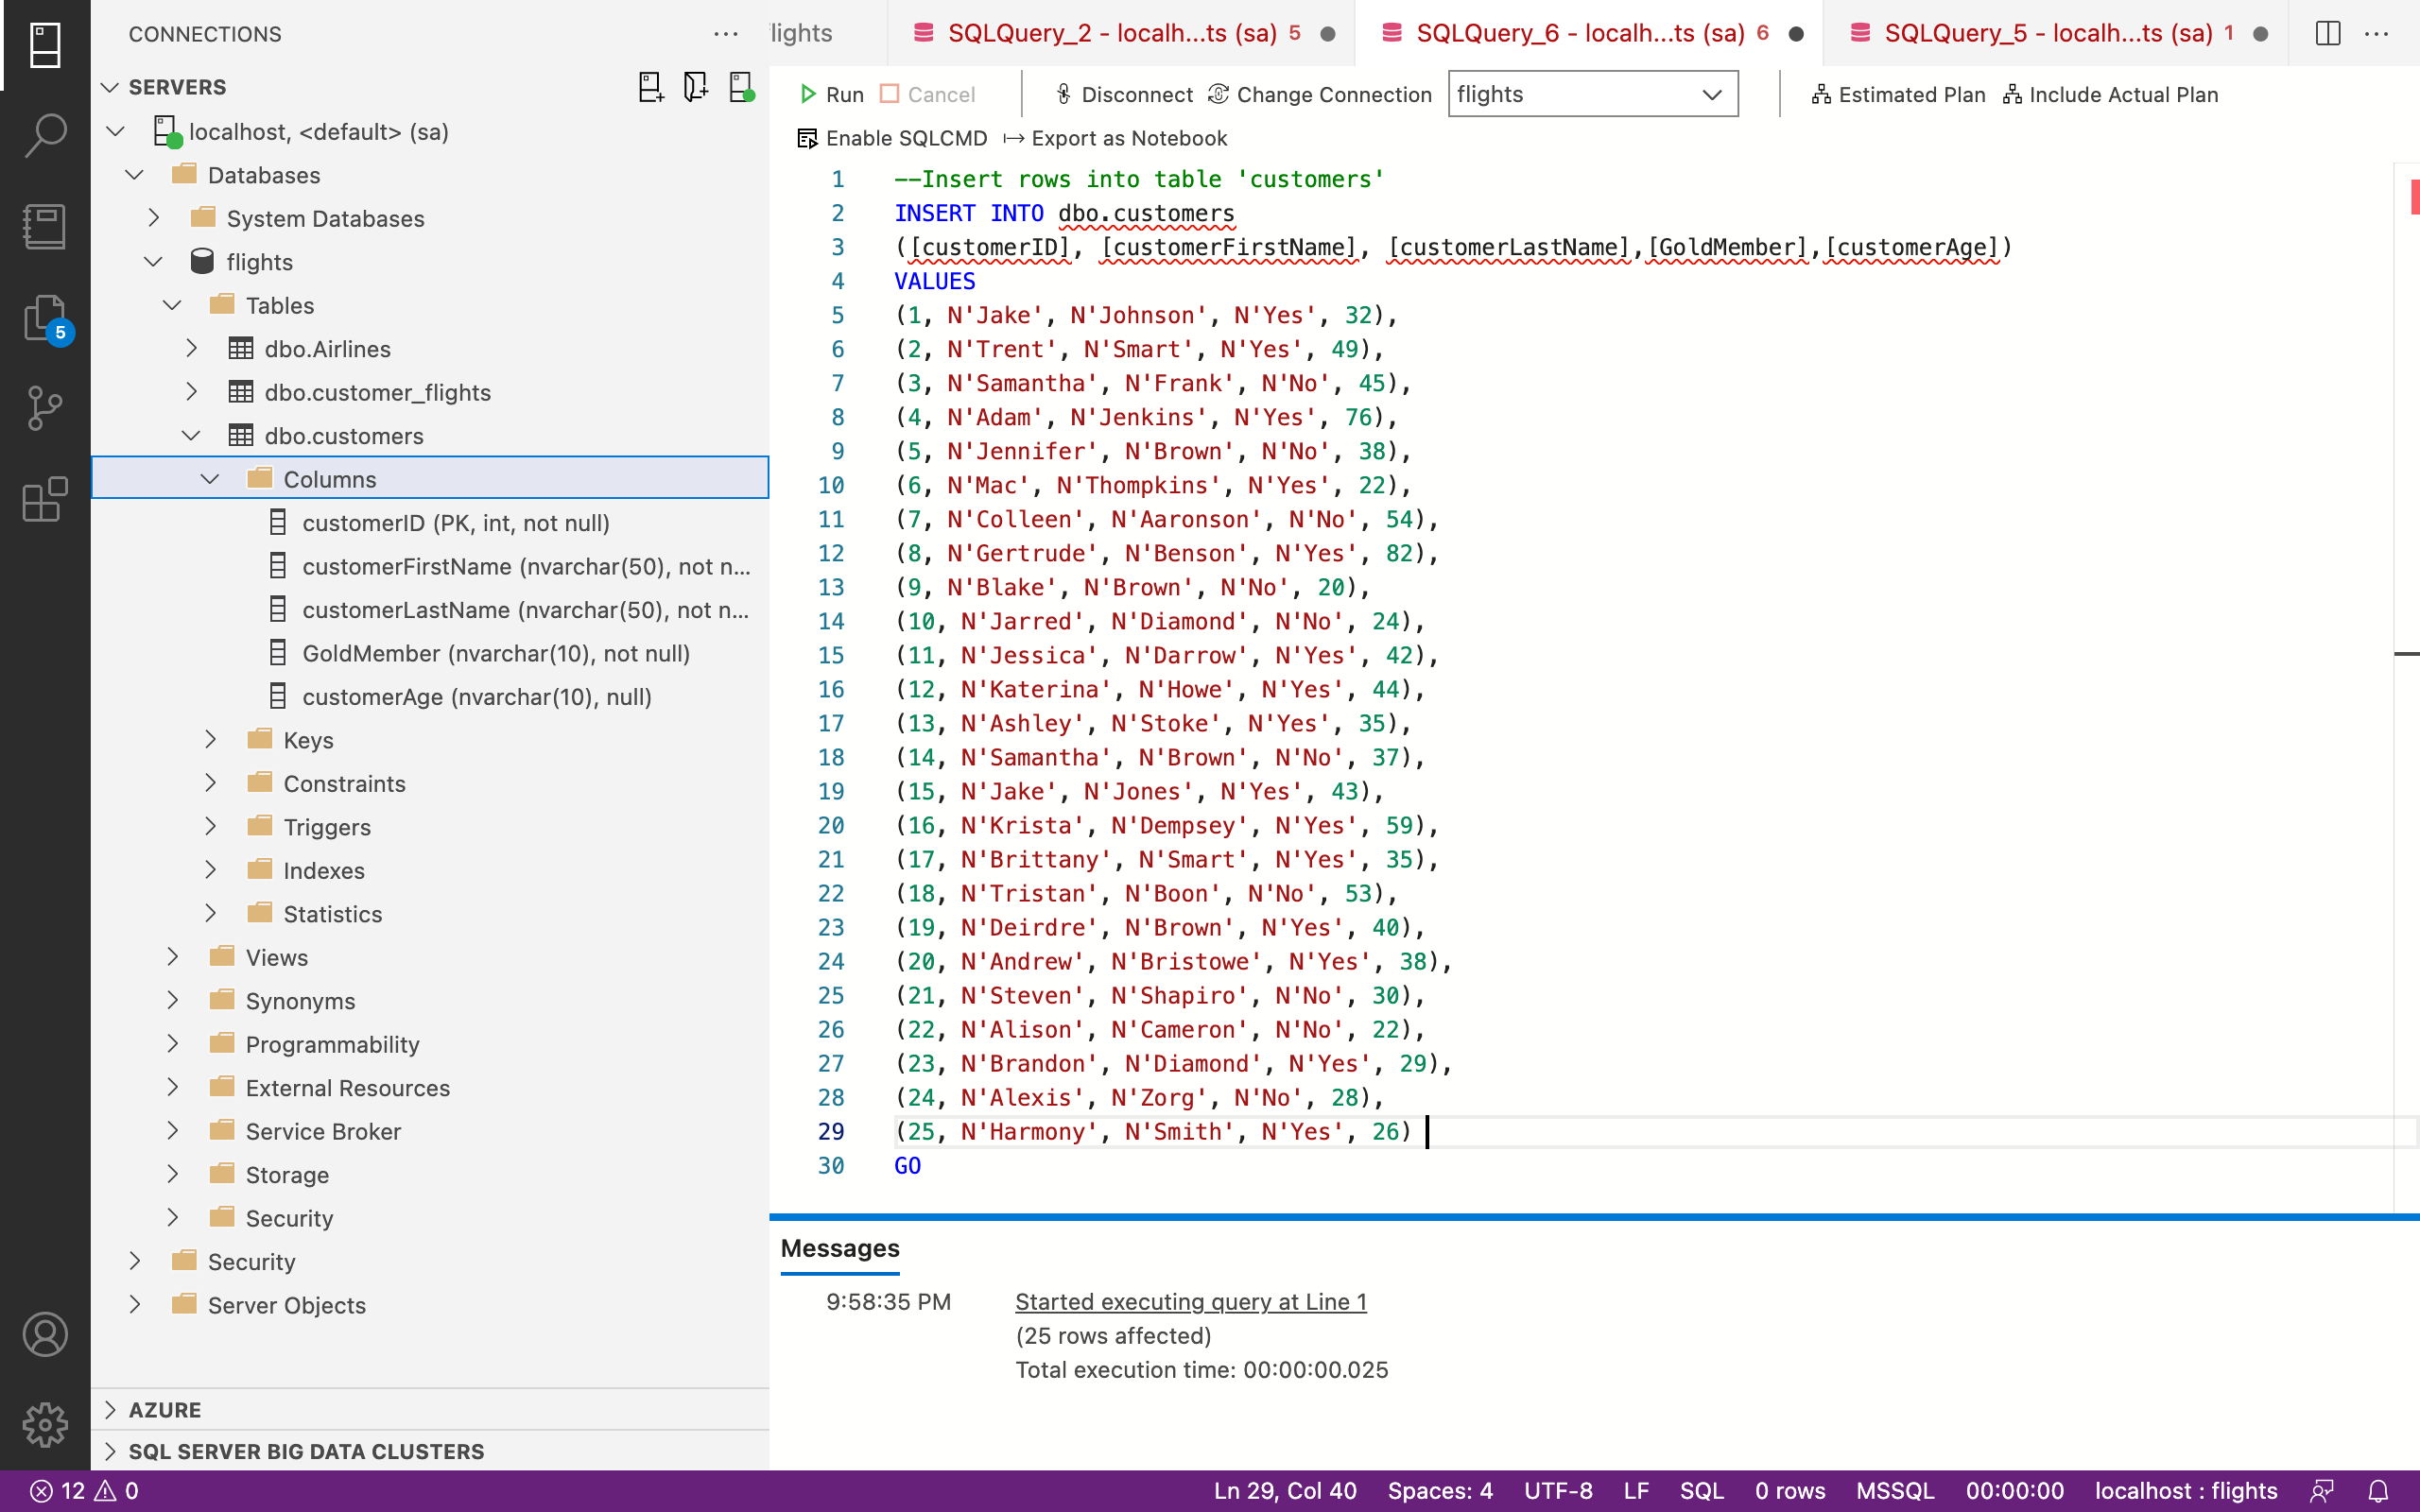 CONNECTIONS
SERVERS
localhost, <default> (sa)
Databases
System Databases
flights
Tables
dbo.Airlines
dbo.customer_flights
dbo.customers
Columns
customerID (PK, int, not null)
customerFirstName (nvarchar(50), not n...
customerLastName (nvarchar(50), not n...
GoldMember (nvarchar(10), not null)
customerAge (nvarchar(10), null)
Keys
Constraints
Triggers
Indexes
Statistics
Views
Synonyms
Programmability
External Resources
Service Broker
Storage
Security
Security
Server Objects
AZURE
SQL SERVER BIG DATA CLUSTERS
5
flights
SQLQuery_2 - localh...ts (sa) 5
SQLQuery_6 - localh...ts (sa) 6
SQLQuery_5 - localh...ts (sa) 1
Run Cancel Disconnect Change Connection flights Estimated Plan Include Actual Plan
Enable SQLCMD Export as Notebook
1 --Insert rows into table 'customers'
2 INSERT INTO dbo.customers
3 ([customerID], [customerFirstName], [customerLastName],[GoldMember],[customerAge])
4 VALUES
5 (1, N'Jake', N'Johnson', N'Yes', 32),
6 (2, N'Trent', N'Smart', N'Yes', 49),
7 (3, N'Samantha', N'Frank', N'No', 45),
8 (4, N'Adam', N'Jenkins', N'Yes', 76),
9 (5, N'Jennifer', N'Brown', N'No', 38),
10 (6, N'Mac', N'Thompkins', N'Yes', 22),
11 (7, N'Colleen', N'Aaronson', N'No', 54),
12 (8, N'Gertrude', N'Benson', N'Yes', 82),
13 (9, N'Blake', N'Brown', N'No', 20),
14 (10, N'Jarred', N'Diamond', N'No', 24),
15 (11, N'Jessica', N'Darrow', N'Yes', 42),
16 (12, N'Katerina', N'Howe', N'Yes', 44),
17 (13, N'Ashley', N'Stoke', N'Yes', 35),
18 (14, N'Samantha', N'Brown', N'No', 37),
19 (15, N'Jake', N'Jones', N'Yes', 43),
20 (16, N'Krista', N'Dempsey', N'Yes', 59),
21 (17, N'Brittany', N'Smart', N'Yes', 35),
22 (18, N'Tristan', N'Boon', N'No', 53),
23 (19, N'Deirdre', N'Brown', N'Yes', 40),
24 (20, N'Andrew', N'Bristowe', N'Yes', 38),
25 (21, N'Steven', N'Shapiro', N'No', 30),
26 (22, N'Alison', N'Cameron', N'No', 22),
27 (23, N'Brandon', N'Diamond', N'Yes', 29),
28 (24, N'Alexis', N'Zorg', N'No', 28),
29 (25, N'Harmony', N'Smith', N'Yes', 26)
30 GO
Messages
9:58:35 PM Started executing query at Line 1
(25 rows affected)
Total execution time: 00:00:00.025
12 0 Ln 29, Col 40 Spaces: 4 UTF-8 LF SQL 0 rows MSSQL 00:00:00 localhost : flights